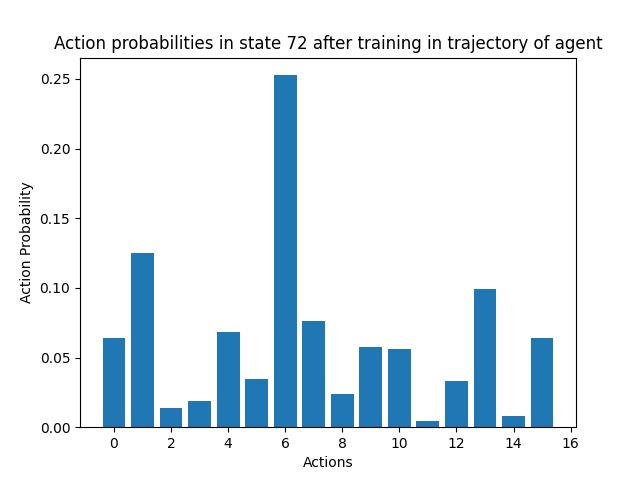 Action probabilities in state 72 after training in trajectory of agent
0.25
0.20
0.15
0.10
0.05
0.00
Action Probability
0 2 4 6 8 10 12 14 16
Actions